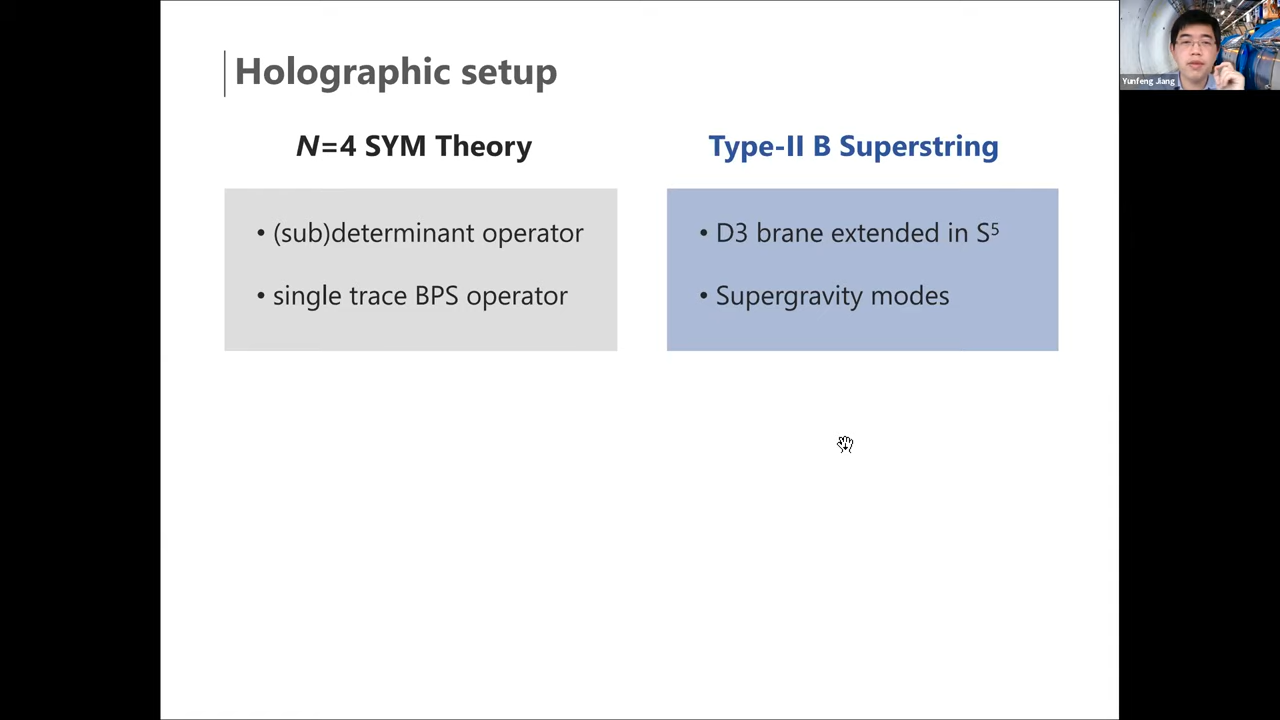 Holographic setup
N=4 SYM Theory
• (sub)determinant operator
• single trace BPS operator
Type-II B Superstring
• D3 brane extended in S⁵
• Supergravity modes
Yunfeng Jiang